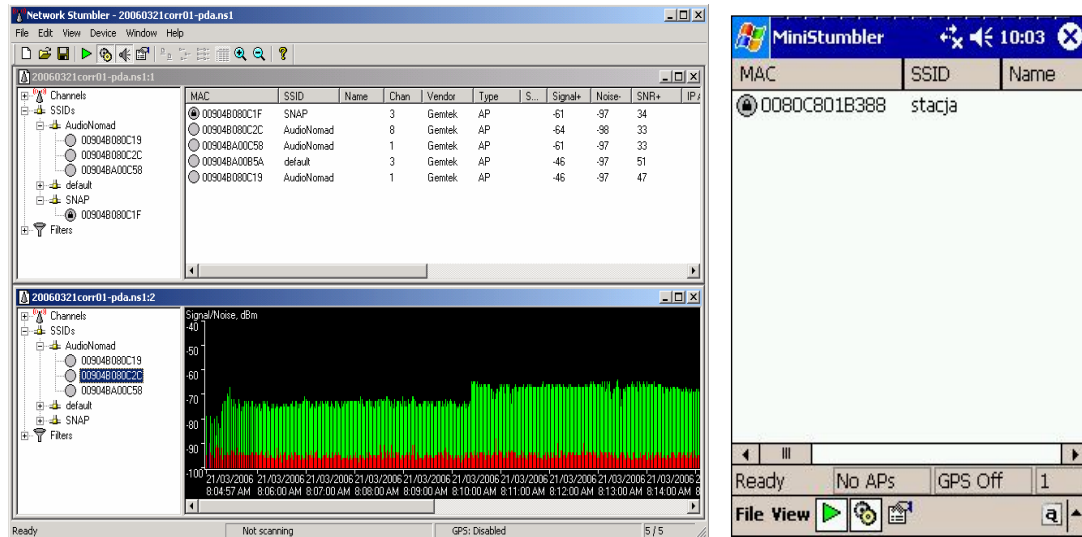 Network Stumbler - 20060321corr01-pda.ns1
File Edit View Device Window Help
20060321corr01-pda.ns1:1
Channels
SSIDs
AudioNomad
00904B080C19
00904B080C2C
00904BA00C58
default
SNAP
00904B080C1F
Filters
MAC SSID Name Chan Vendor Type S... Signal+ Noise- SNR+ IP
00904B080C1F SNAP 3 Gemtek AP -61 -97 34
00904B080C2C AudioNomad 8 Gemtek AP -64 -98 33
00904BA00C58 AudioNomad 1 Gemtek AP -61 -97 33
00904BA00B5A default 3 Gemtek AP -46 -97 51
00904B080C19 AudioNomad 1 Gemtek AP -46 -97 47
20060321corr01-pda.ns1:2
Channels
SSIDs
AudioNomad
00904B080C19
00904B080C2C
00904BA00C58
default
SNAP
Filters
Signal/Noise, dBm
-40
-50
-60
-70
-80
-90
-100
21/03/2006 21/03/2006 21/03/2006 21/03/2006 21/03/2006 21/03/2006 21/03/2006 21/03/2006 21/03/2006 21/03/2006 2
8:04:57 AM 8:06:00 AM 8:07:00 AM 8:08:00 AM 8:09:00 AM 8:10:00 AM 8:11:00 AM 8:12:00 AM 8:13:00 AM 8:14:00 AM 8
Ready Not scanning GPS: Disabled 5 / 5
MiniStumbler 10:03
MAC SSID Name
0080C801B388 stacja
Ready No APs GPS Off 1
File View a